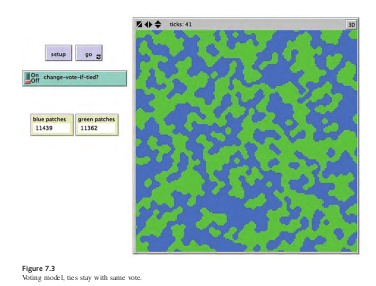 ticks: 41
3D
setup
go
On
Off
change-vote-if-tied?
blue patches
11439
green patches
11362
Figure 7.3
Voting model, ties stay with same vote.